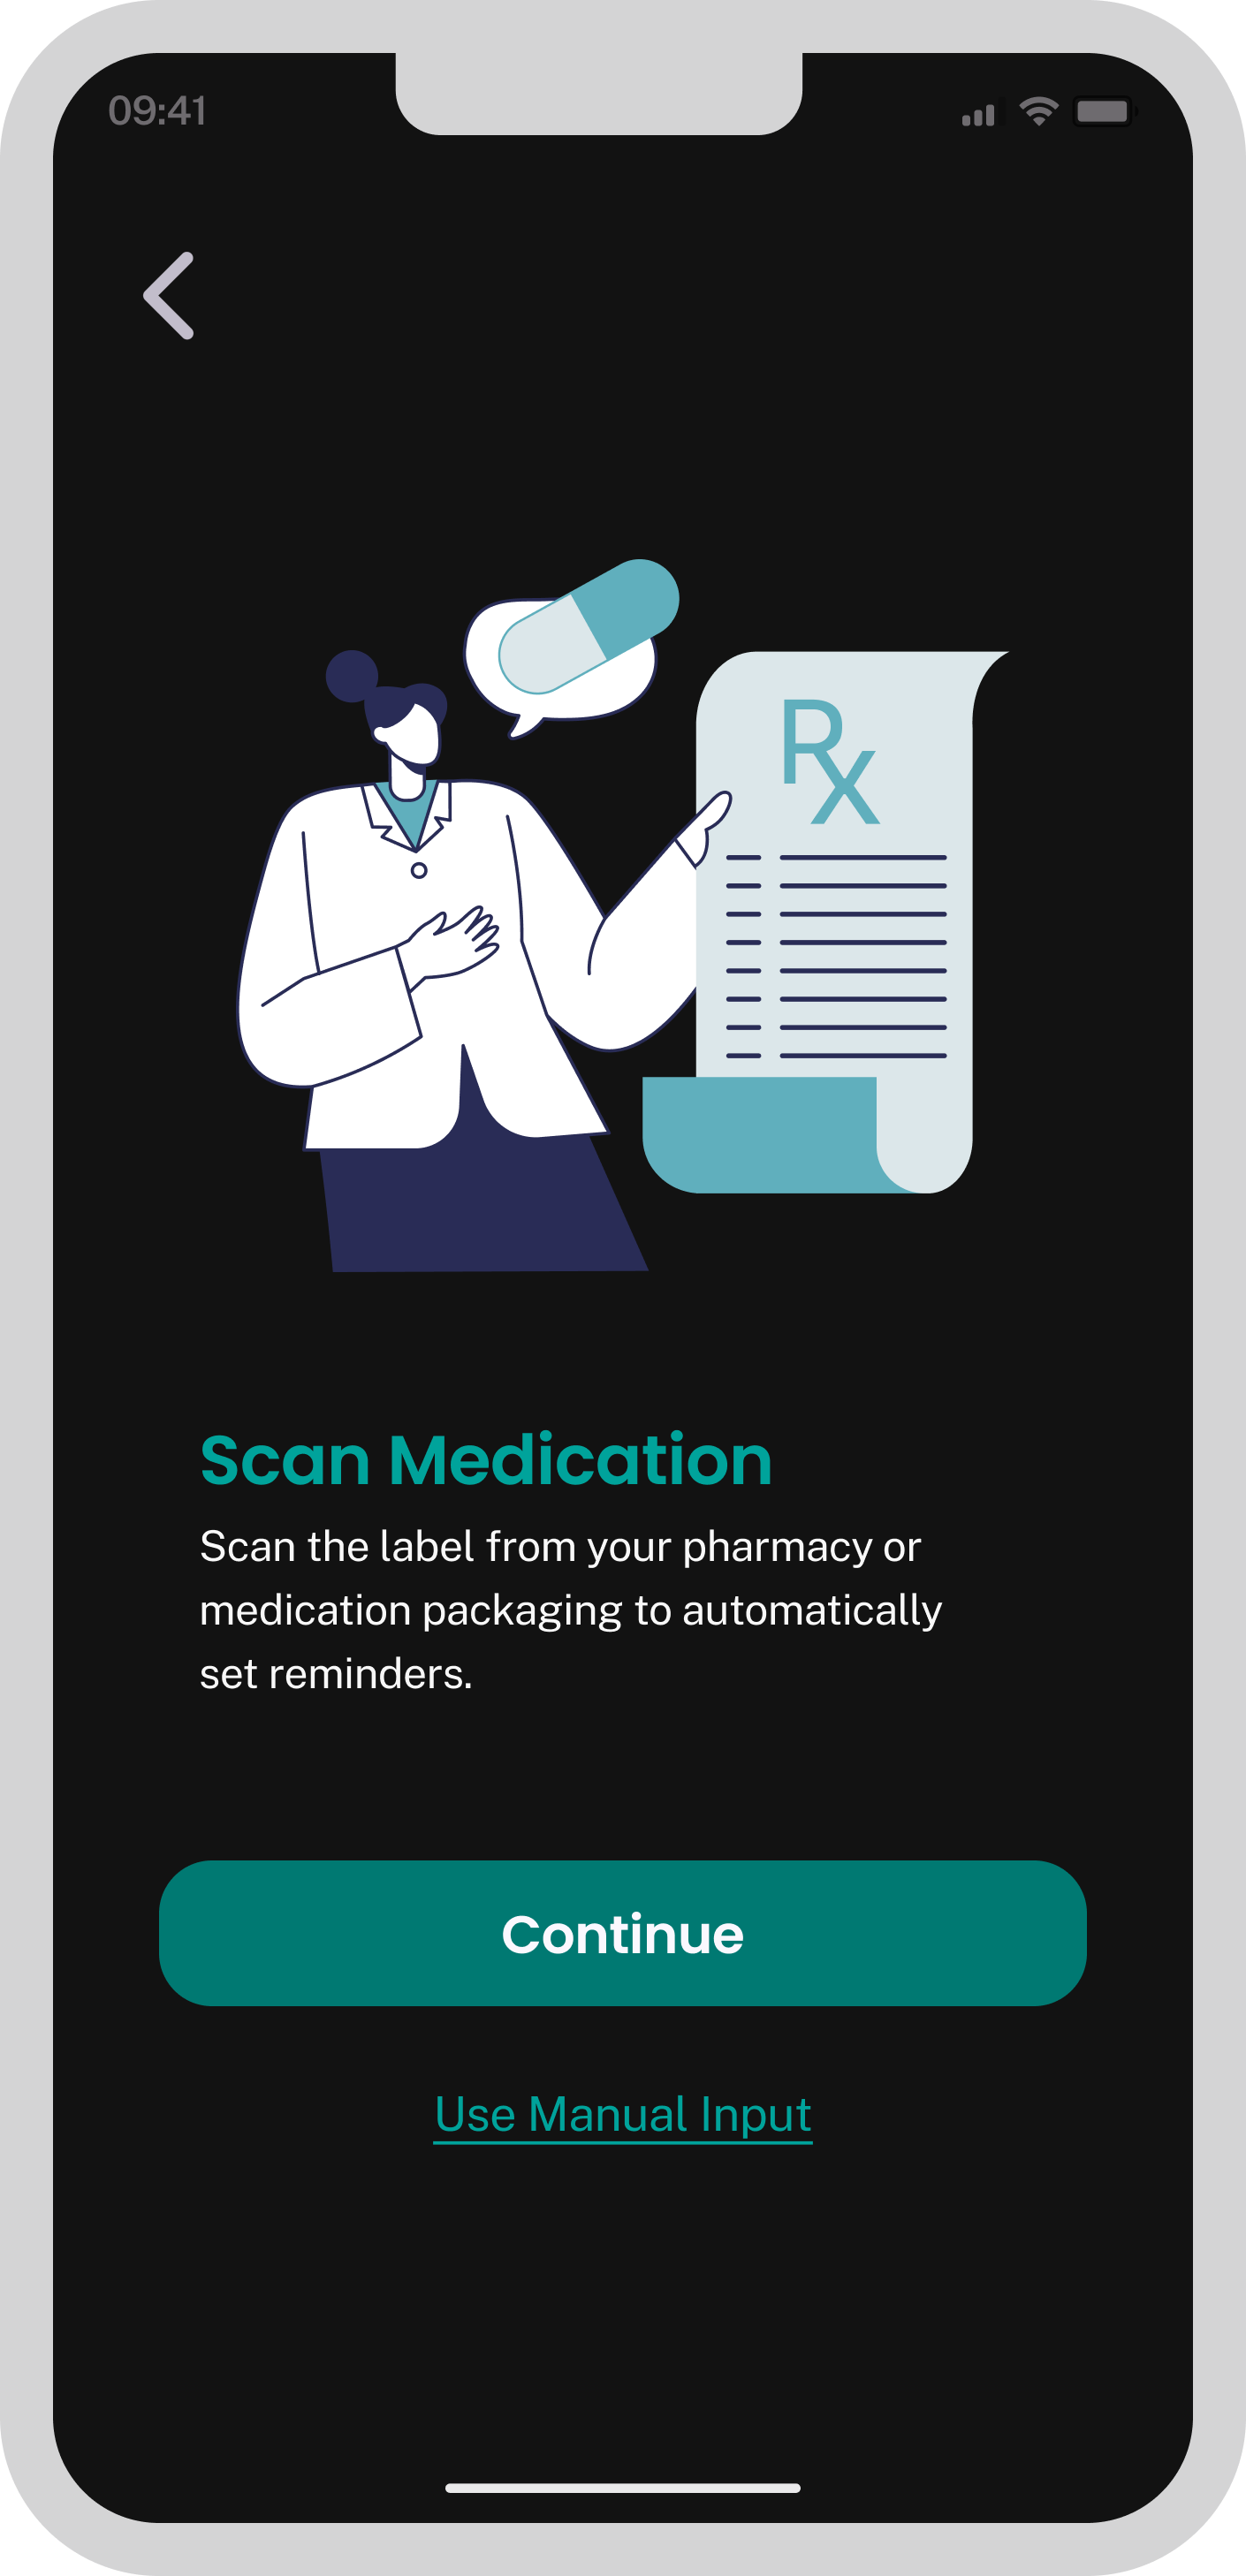 09:41
Rx
Scan Medication
Scan the label from your pharmacy or
medication packaging to automatically
set reminders.
Continue
Use Manual Input